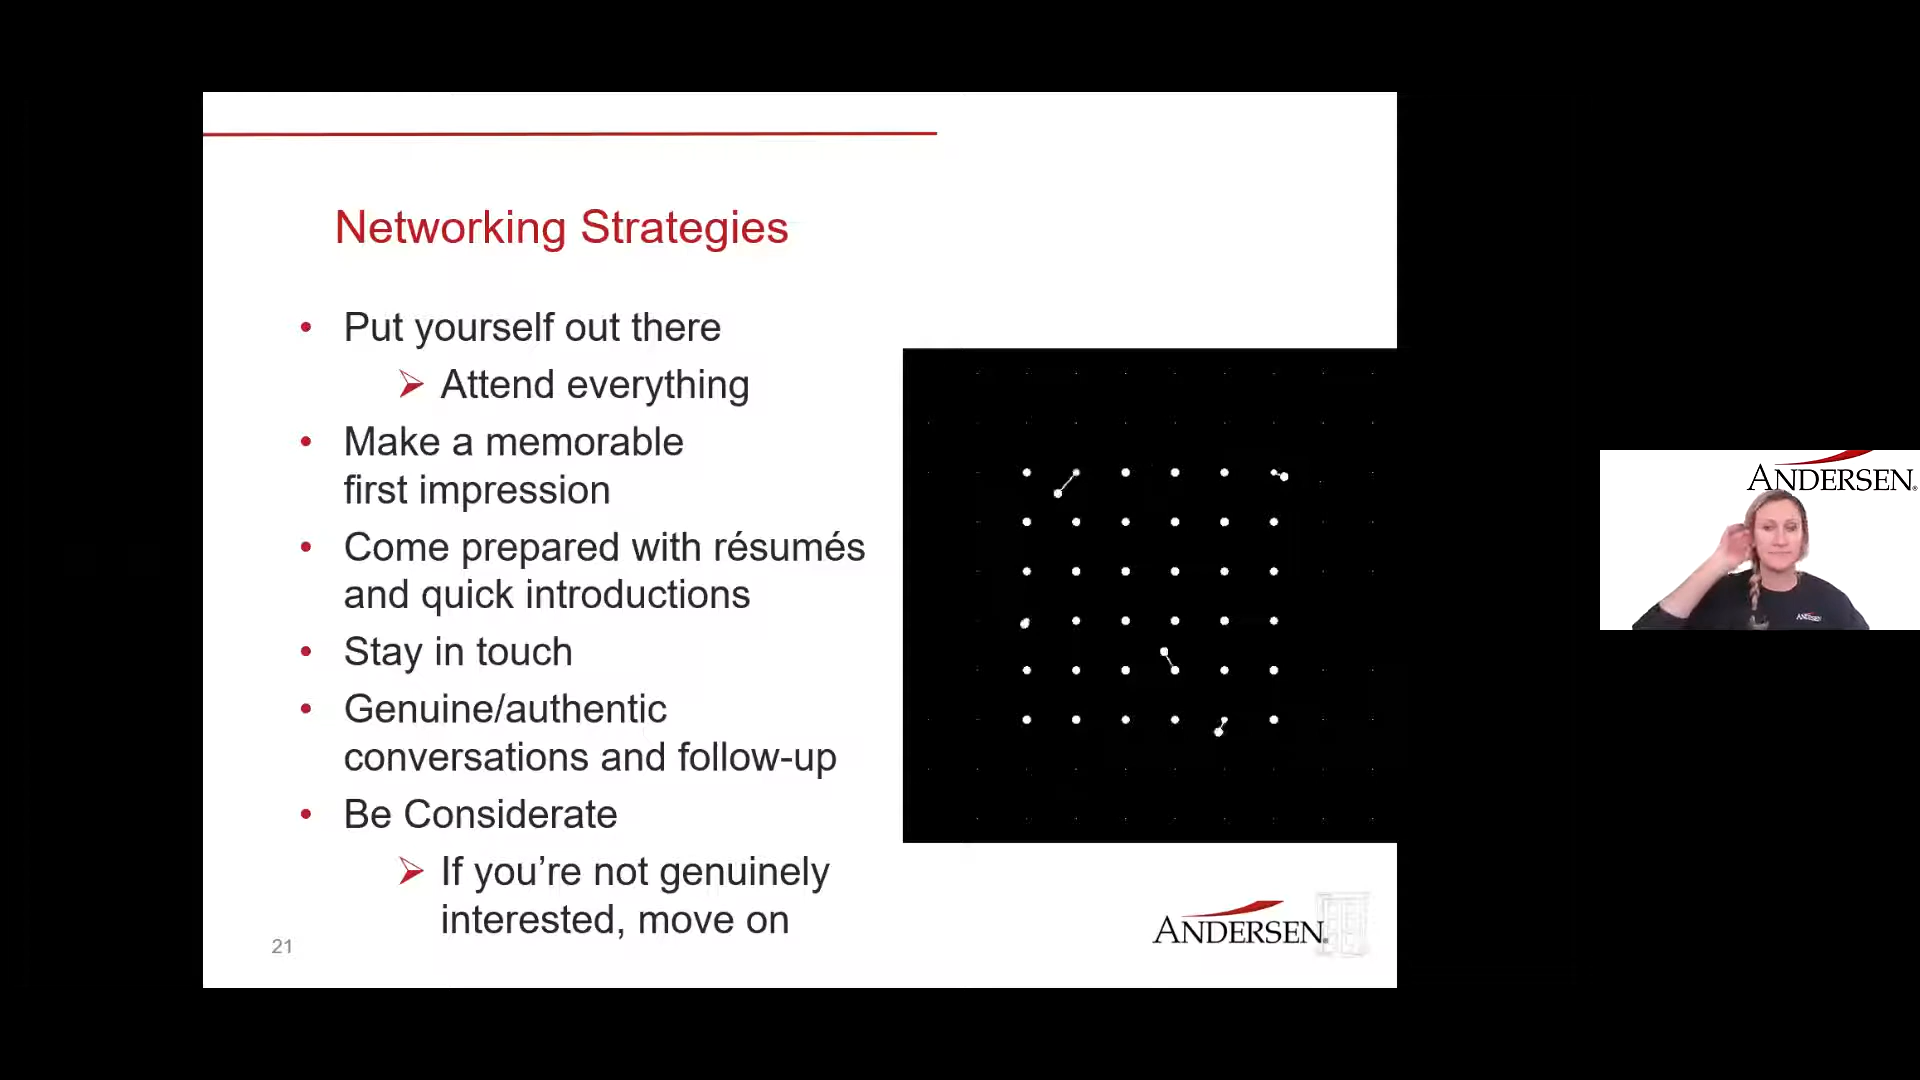 Networking Strategies
• Put yourself out there
➢ Attend everything
• Make a memorable
first impression
• Come prepared with résumés
and quick introductions
• Stay in touch
• Genuine/authentic
conversations and follow-up
• Be Considerate
➢ If you’re not genuinely
interested, move on
21
ANDERSEN®
ANDERSEN®
ANDERSEN